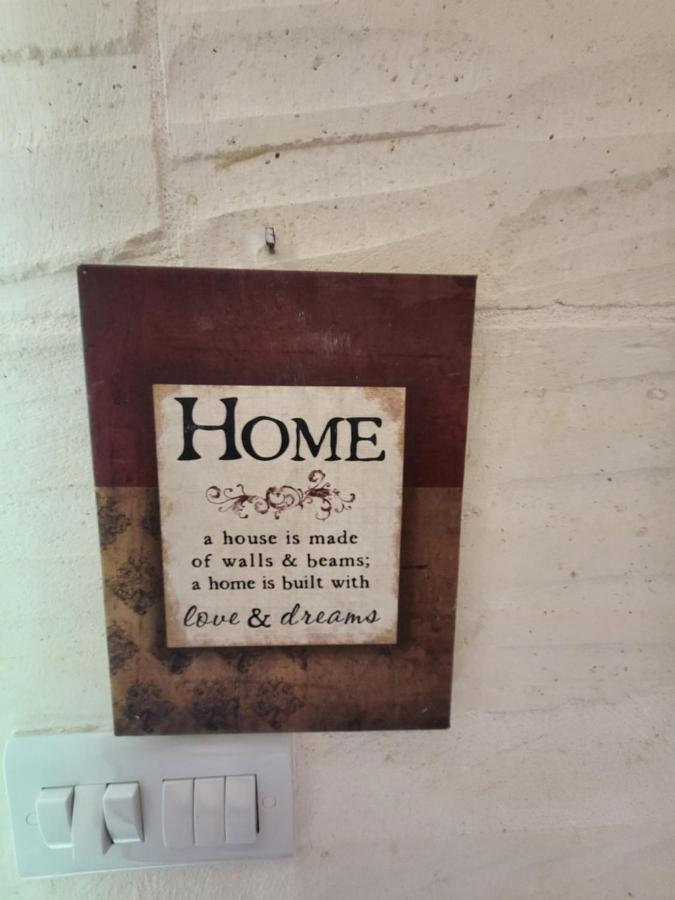 HOME
a house is made
of walls & beams;
a home is built with
love & dreams